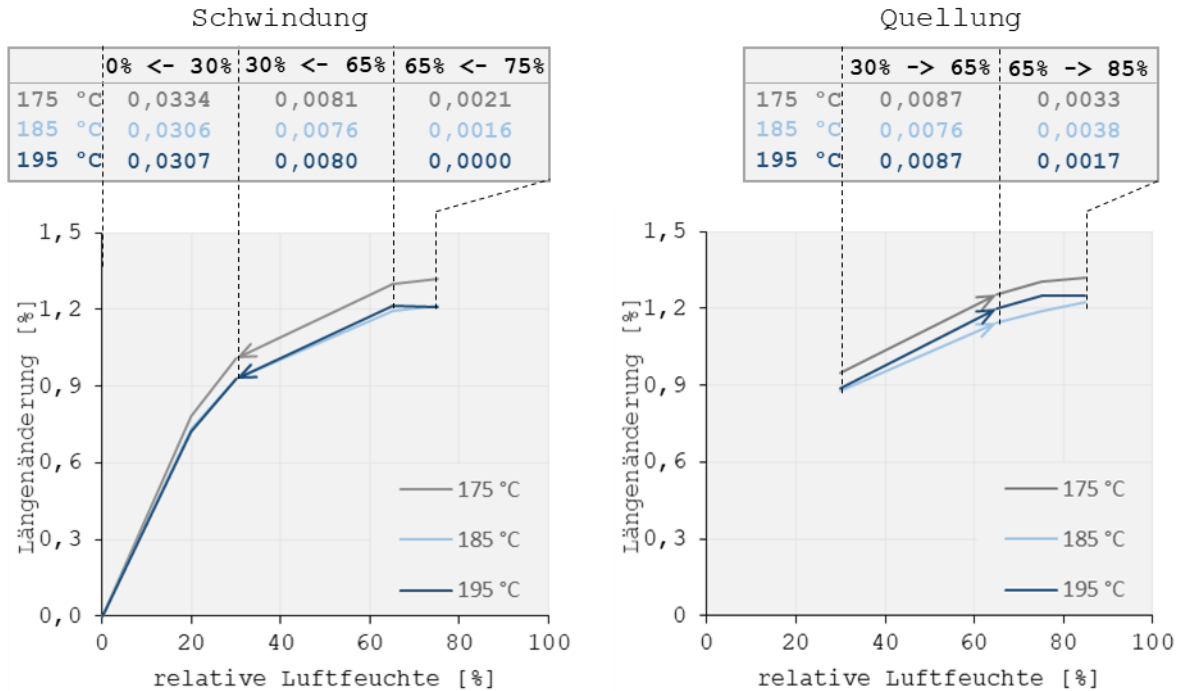 Schwindung
0% <- 30% 30% <- 65% 65% <- 75%
175 °C 0,0334 0,0081 0,0021
185 °C 0,0306 0,0076 0,0016
195 °C 0,0307 0,0080 0,0000
1,5
1,2
0,9
0,6
0,3
0,0
Längenänderung [%]
175 °C
185 °C
195 °C
0 20 40 60 80 100
relative Luftfeuchte [%]
Quellung
30% -> 65% 65% -> 85%
175 °C 0,0087 0,0033
185 °C 0,0076 0,0038
195 °C 0,0087 0,0017
1,5
1,2
0,9
0,6
0,3
0
Längenänderung [%]
175 °C
185 °C
195 °C
0 20 40 60 80 100
relative Luftfeuchte [%]